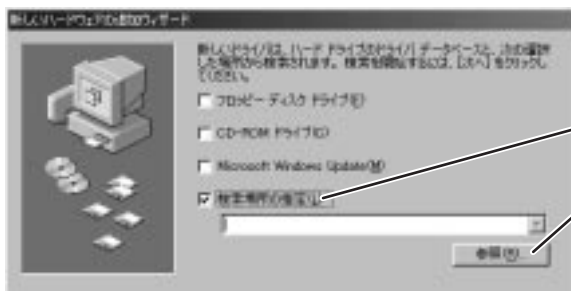 新しいハードウェアの追加ウィザード
新しいドライバは、ハード ドライブのドライバ データベースと、次の選択
した場所から検索されます。検索を開始するには、[次へ] をクリックし
てください。
フロッピー ディスク ドライブ(F)
CD-ROM ドライブ(C)
Microsoft Windows Update(M)
検索場所の指定(L):
参照(R)...